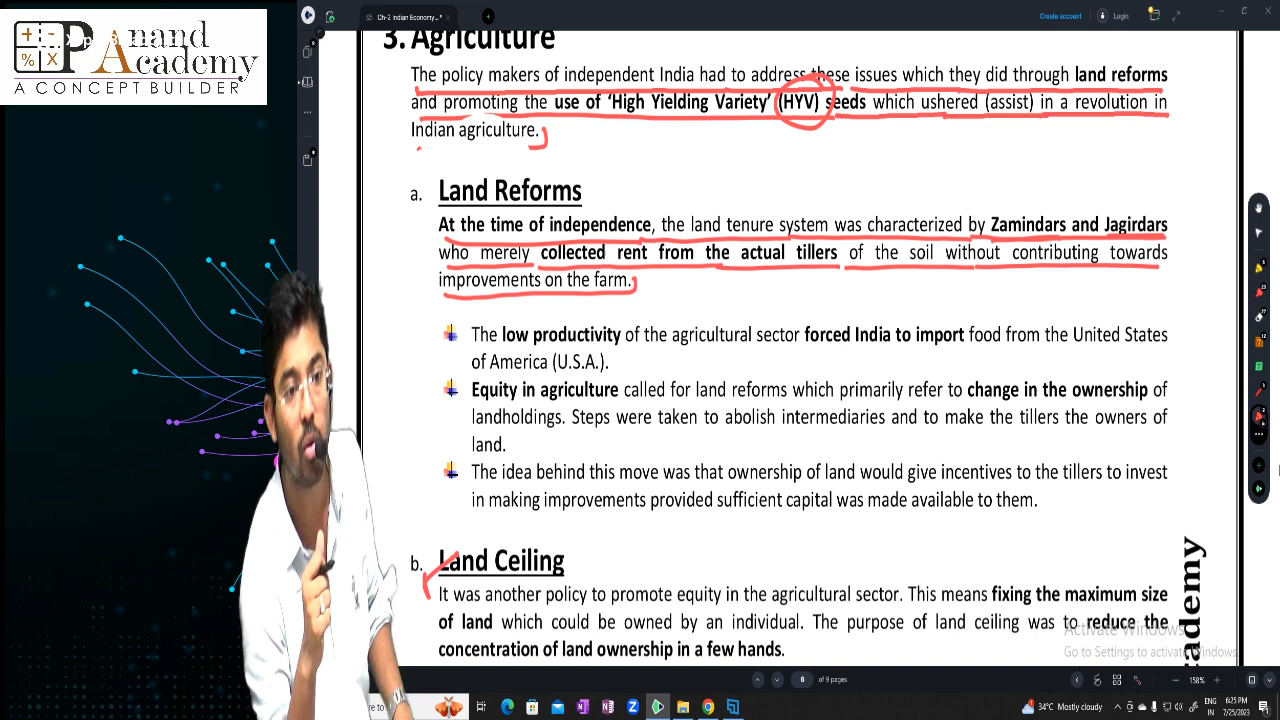 Ch-2 Indian Economy...
Create account
Login
Anand
Academy
A CONCEPT BUILDER
3. Agriculture
The policy makers of independent India had to address these issues which they did through land reforms
and promoting the use of ‘High Yielding Variety’ (HYV) seeds which ushered (assist) in a revolution in
Indian agriculture.
a. Land Reforms
At the time of independence, the land tenure system was characterized by Zamindars and Jagirdars
who merely collected rent from the actual tillers of the soil without contributing towards
improvements on the farm.
The low productivity of the agricultural sector forced India to import food from the United States
of America (U.S.A.).
Equity in agriculture called for land reforms which primarily refer to change in the ownership of
landholdings. Steps were taken to abolish intermediaries and to make the tillers the owners of
land.
The idea behind this move was that ownership of land would give incentives to the tillers to invest
in making improvements provided sufficient capital was made available to them.
b. Land Ceiling
It was another policy to promote equity in the agricultural sector. This means fixing the maximum size
of land which could be owned by an individual. The purpose of land ceiling was to reduce the
concentration of land ownership in a few hands.
cademy
Activate Windows
Go to Settings to activate Windows.
6 of 9 pages
158%
re to
34°C Mostly cloudy
ENG
IN
6:25 PM
7/25/2023